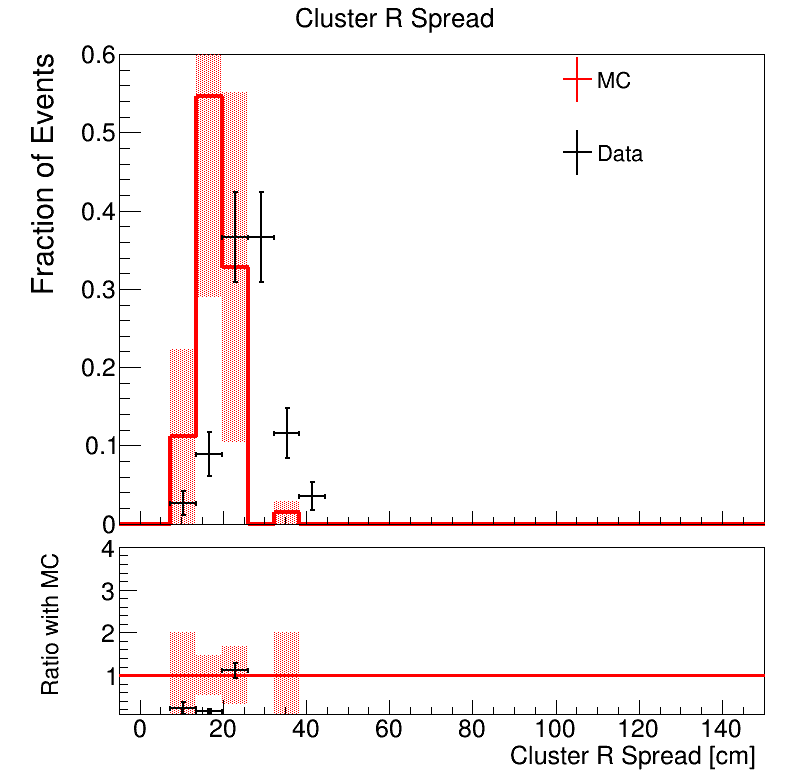 Cluster R Spread
Fraction of Events
0.6
0.5
0.4
0.3
0.2
0.1
0
MC
Data
Ratio with MC
4
3
2
1
0 20 40 60 80 100 120 140
Cluster R Spread [cm]